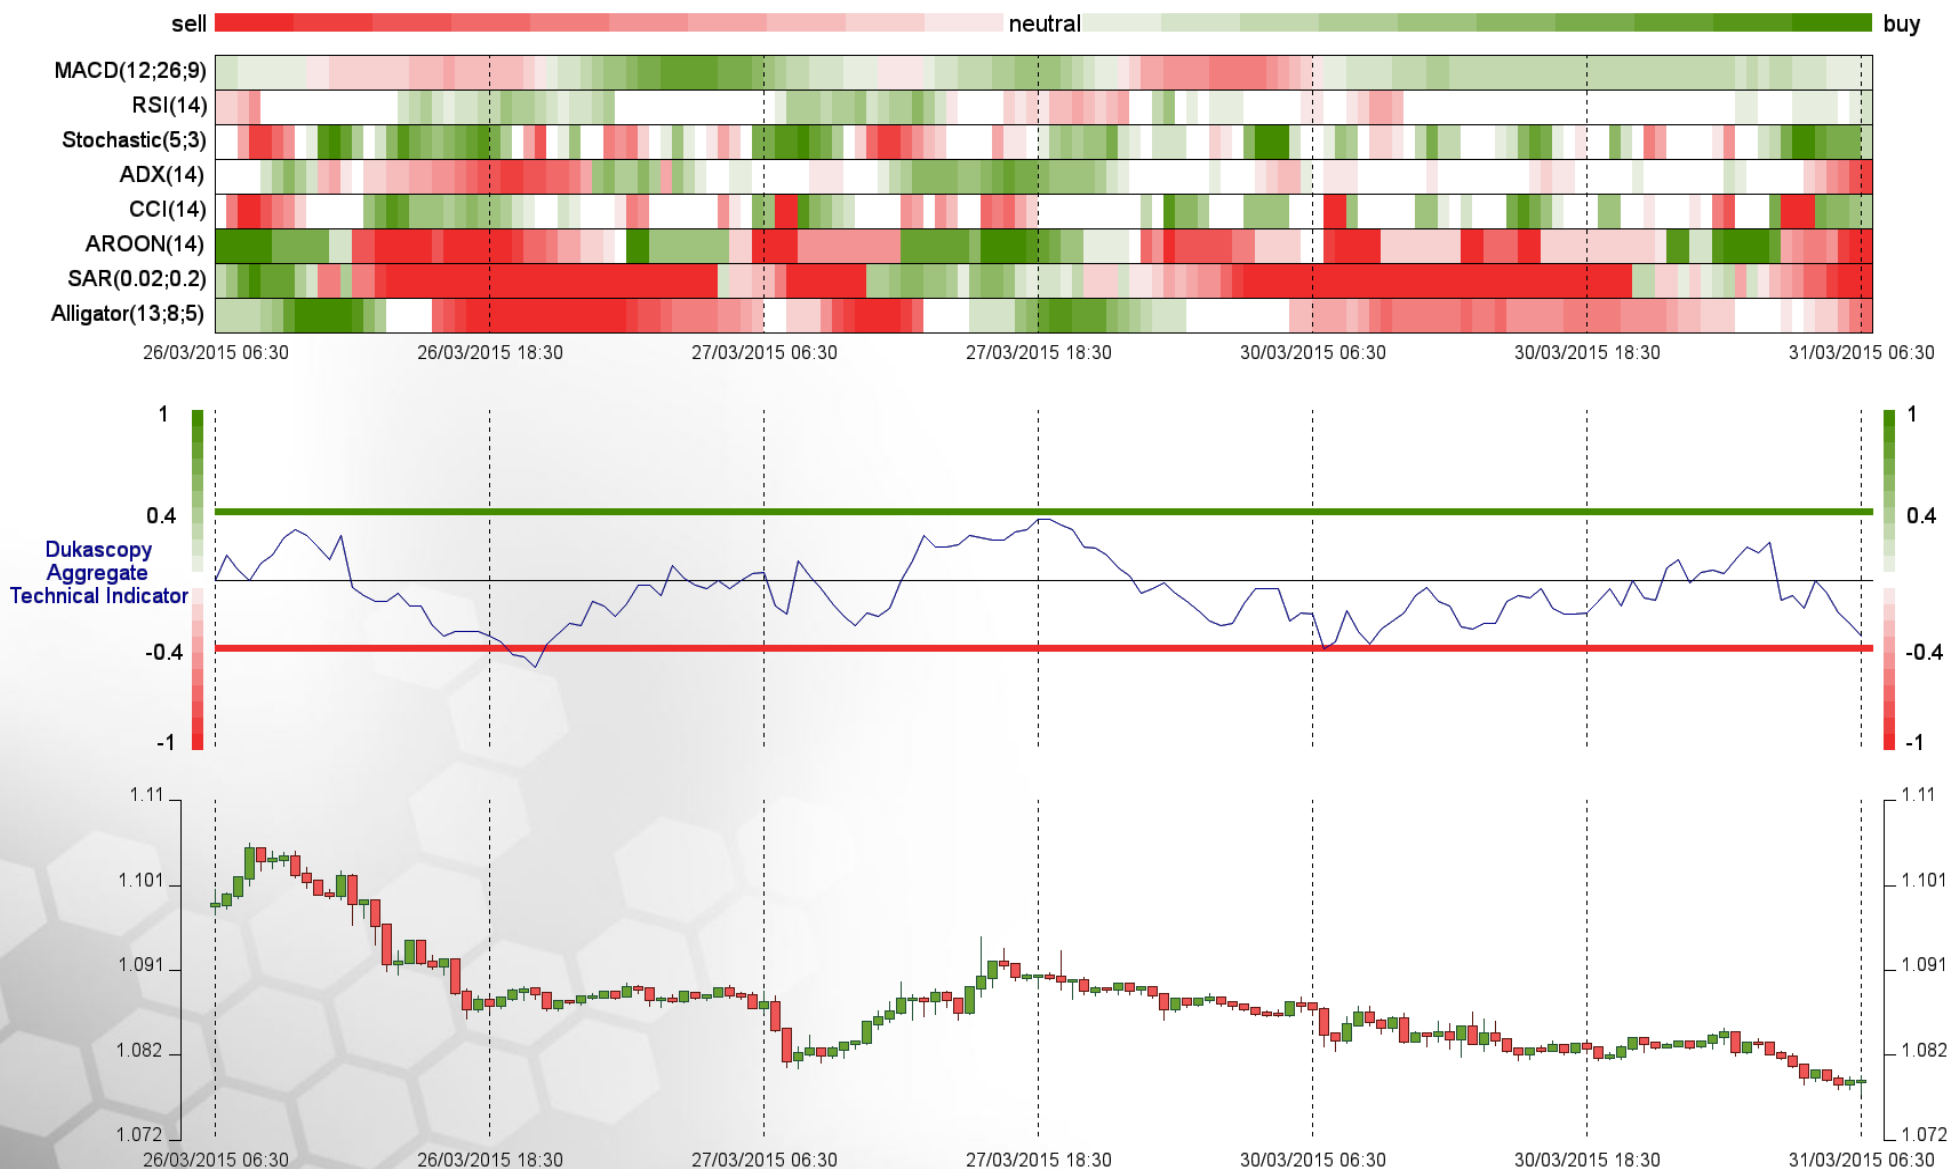 sell neutral buy
MACD(12;26;9)
RSI(14)
Stochastic(5;3)
ADX(14)
CCI(14)
AROON(14)
SAR(0.02;0.2)
Alligator(13;8;5)
26/03/2015 06:30 26/03/2015 18:30 27/03/2015 06:30 27/03/2015 18:30 30/03/2015 06:30 30/03/2015 18:30 31/03/2015 06:30
1 1
0.4 0.4
Dukascopy
Aggregate
Technical Indicator
-0.4 -0.4
-1 -1
1.11 1.11
1.101 1.101
1.091 1.091
1.082 1.082
1.072 1.072
26/03/2015 06:30 26/03/2015 18:30 27/03/2015 06:30 27/03/2015 18:30 30/03/2015 06:30 30/03/2015 18:30 31/03/2015 06:30